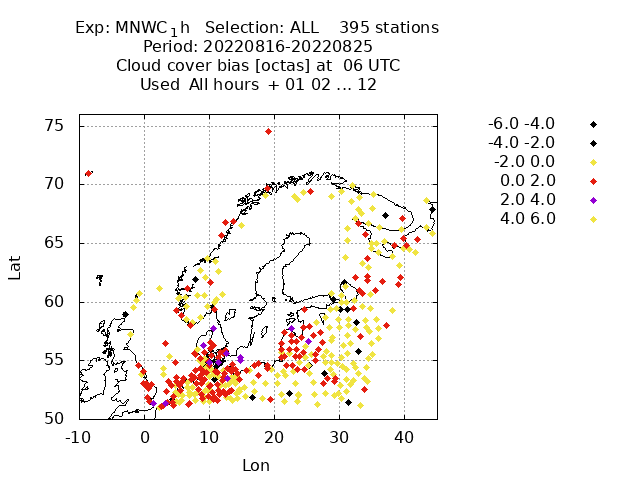 Exp: MNWC_1h   Selection: ALL    395 stations
Period: 20220816-20220825
Cloud cover bias [octas] at  06 UTC
Used  All hours  + 01 02 ... 12
-6.0 -4.0
-4.0 -2.0
-2.0 0.0
0.0 2.0
2.0 4.0
4.0 6.0
Lat
75
70
65
60
55
50
-10 0 10 20 30 40
Lon